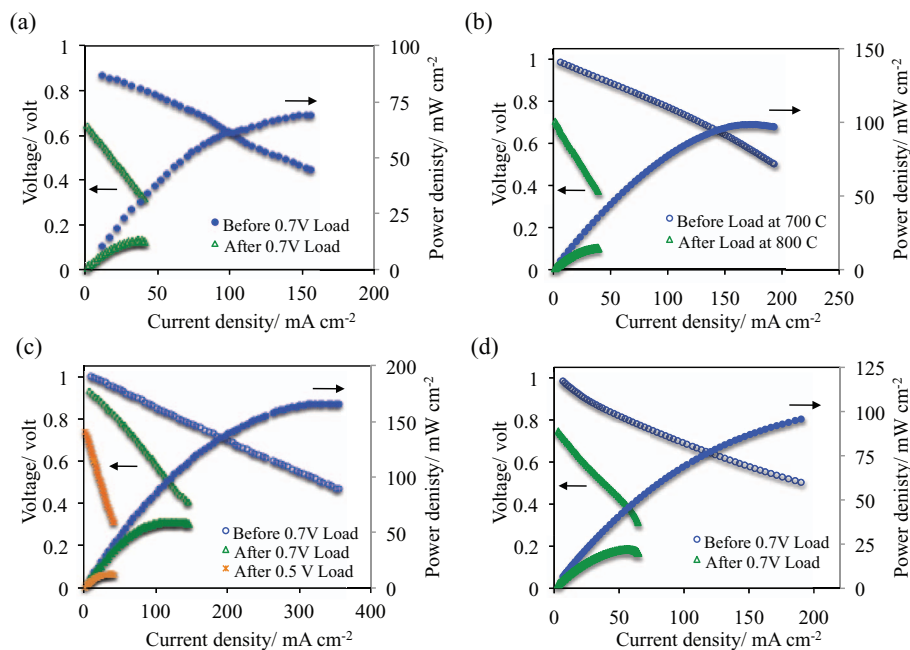 (a)
100
75
50
25
0
1
0.8
0.6
0.4
0.2
0
Voltage/ volt
Power denisty/ mW cm-2
Before 0.7V Load
After 0.7V Load
0 50 100 150 200
Current density/ mA cm-2
(b)
150
100
50
0
1
0.8
0.6
0.4
0.2
0
Voltage/ volt
Power denisty/ mW cm-2
Before Load at 700 C
After Load at 800 C
0 50 100 150 200 250
Current density/ mA cm-2
(c)
200
150
100
50
0
1
0.8
0.6
0.4
0.2
0
Voltage/ volt
Power denisty/ mW cm-2
Before 0.7V Load
After 0.7V Load
After 0.5 V Load
0 100 200 300 400
Current density/ mA cm-2
(d)
125
100
75
50
25
0
1
0.8
0.6
0.4
0.2
0
Voltage/ volt
Power denisty/ mW cm-2
Before 0.7V Load
After 0.7V Load
0 50 100 150 200
Current density/ mA cm-2